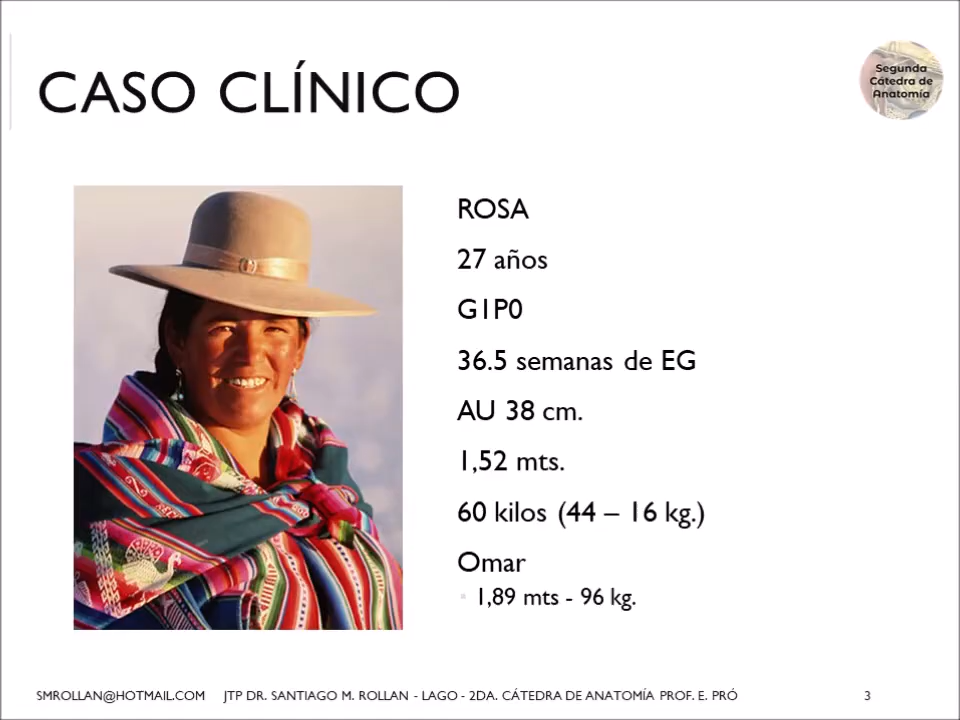 CASO CLÍNICO
Segunda
Cátedra de
Anatomía
ROSA
27 años
G1P0
36.5 semanas de EG
AU 38 cm.
1,52 mts.
60 kilos (44 – 16 kg.)
Omar
1,89 mts - 96 kg.
SMROLLAN@HOTMAIL.COM JTP DR. SANTIAGO M. ROLLAN - LAGO - 2DA. CÁTEDRA DE ANATOMÍA PROF. E. PRÓ 3